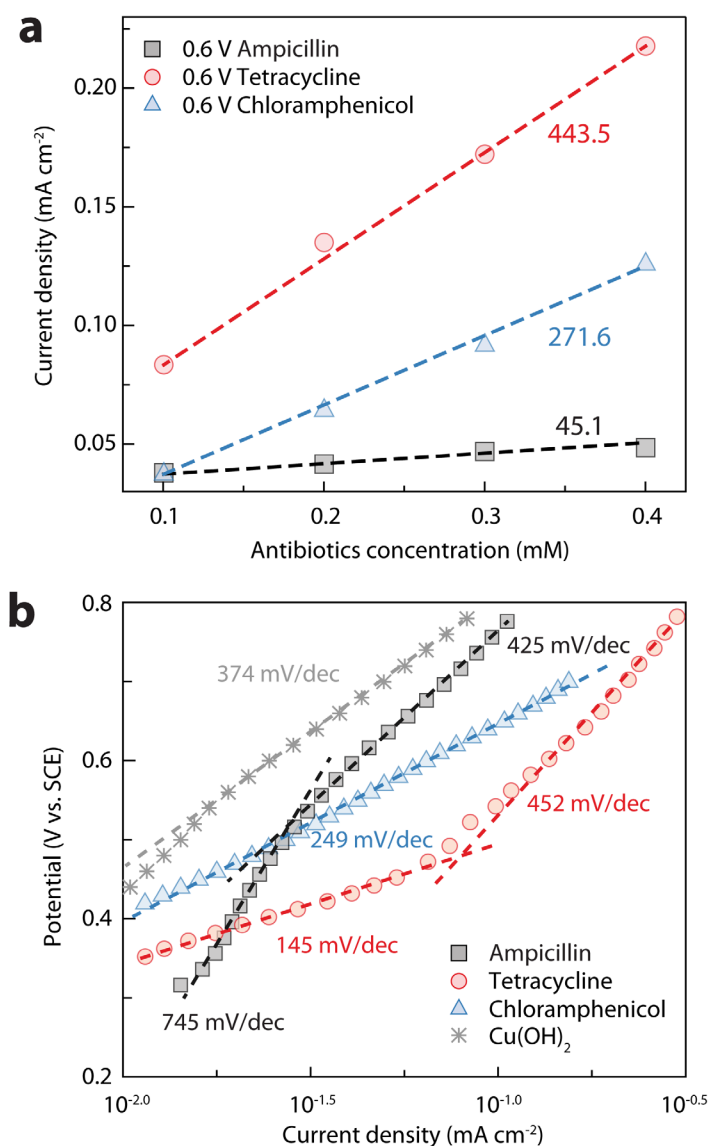 a
0.6 V Ampicillin
0.6 V Tetracycline
0.6 V Chloramphenicol
443.5
271.6
45.1
0.20
0.15
0.10
0.05
Current density (mA cm⁻²)
0.1 0.2 0.3 0.4
Antibiotics concentration (mM)
b
0.8
0.6
0.4
0.2
Potential (V vs. SCE)
374 mV/dec
425 mV/dec
452 mV/dec
249 mV/dec
145 mV/dec
745 mV/dec
Ampicillin
Tetracycline
Chloramphenicol
Cu(OH)₂
10⁻²·⁰ 10⁻¹·⁵ 10⁻¹·⁰ 10⁻⁰·⁵
Current density (mA cm⁻²)